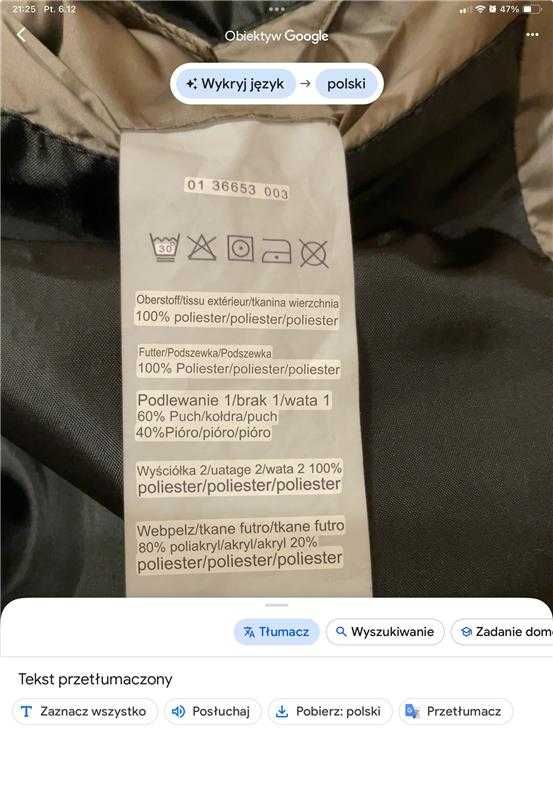 21:25 Pt. 6.12
47%
Obiektyw Google
Wykryj język → polski
01 36653 003
30
Oberstoff/tissu extérieur/tkanina wierzchnia
100% poliester/poliester/poliester
Futter/Podszewka/Podszewka
100% Poliester/poliester/poliester
Podlewanie 1/brak 1/wata 1
60% Puch/kołdra/puch
40%Pióro/pióro/pióro
Wyściółka 2/uatage 2/wata 2 100%
poliester/poliester/poliester
Webpelz/tkane futro/tkane futro
80% poliakryl/akryl/akryl 20%
poliester/poliester/poliester
Tłumacz
Wyszukiwanie
Zadanie dom
Tekst przetłumaczony
Zaznacz wszystko
Posłuchaj
Pobierz: polski
Przetłumacz